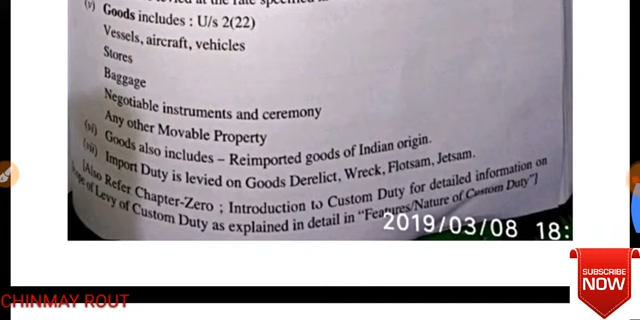 (v) Goods includes : U/s 2(22)
Vessels, aircraft, vehicles
Stores
Baggage
Negotiable instruments and ceremony
Any other Movable Property
(vi) Goods also includes – Reimported goods of Indian origin.
(vii) Import Duty is levied on Goods Derelict, Wreck, Flotsam, Jetsam.
[Also Refer Chapter-Zero ; Introduction to Custom Duty for detailed information on
of Levy of Custom Duty as explained in detail in “Features/Nature of Custom Duty”]
2019/03/08 18:
SUBSCRIBE
NOW
CHINMAY ROUT